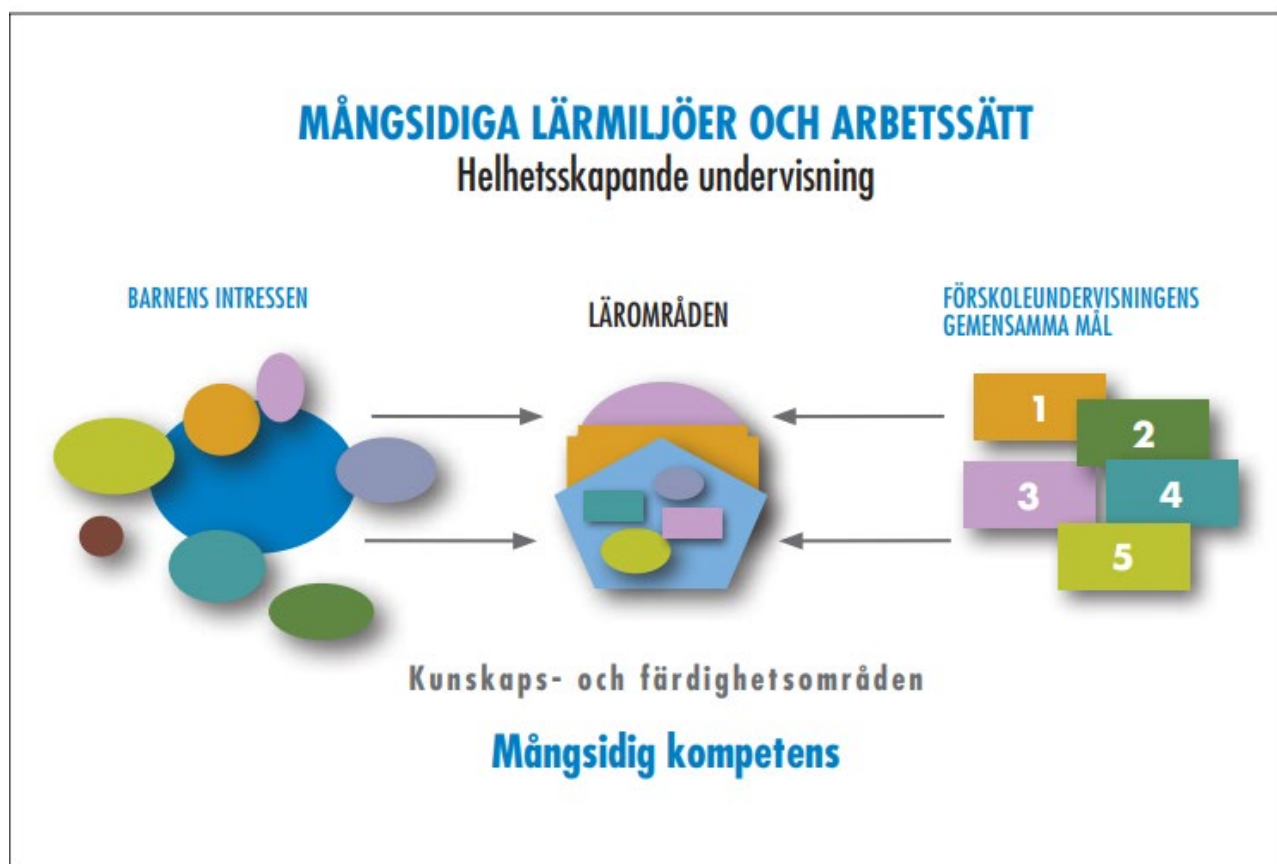 MÅNGSIDIGA LÄRMILJÖER OCH ARBETSSÄTT
Helhetsskapande undervisning
BARNENS INTRESSEN
LÄROMRÅDEN
FÖRSKOLEUNDERVISNINGENS
GEMENSAMMA MÅL
1
2
3
4
5
Kunskaps- och färdighetsområden
Mångsidig kompetens